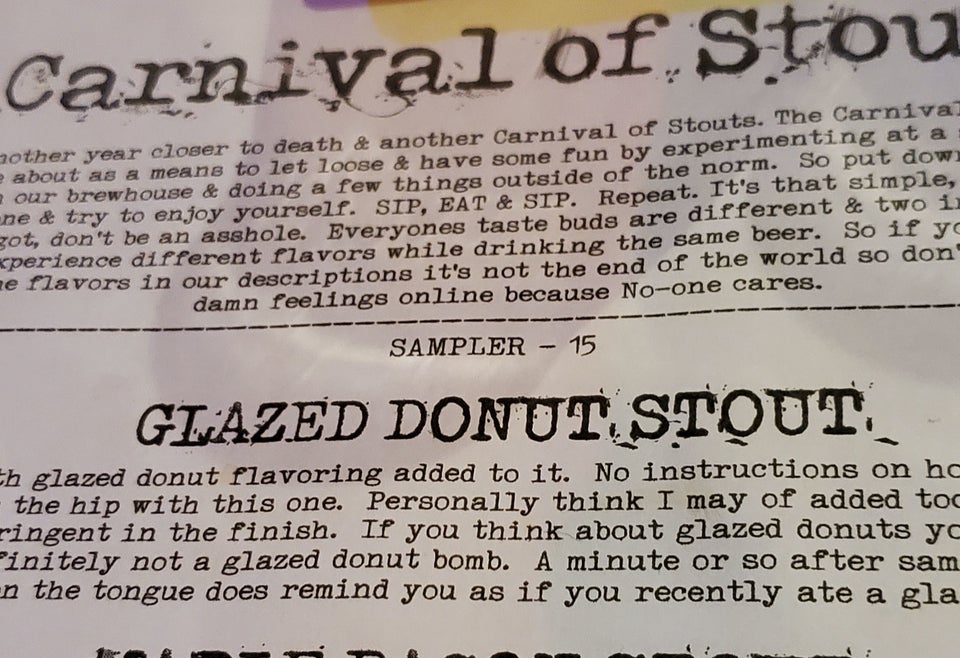 Carnival of Stou
nother year closer to death & another Carnival of Stouts. The Carnival
e about as a means to let loose & have some fun by experimenting at a s
n our brewhouse & doing a few things outside of the norm. So put down
ne & try to enjoy yourself. SIP, EAT & SIP. Repeat. It's that simple,
got, don't be an asshole. Everyones taste buds are different & two in
xperience different flavors while drinking the same beer. So if yo
e flavors in our descriptions it's not the end of the world so don'
damn feelings online because No-one cares.
SAMPLER - 15
GLAZED DONUT STOUT
th glazed donut flavoring added to it. No instructions on ho
the hip with this one. Personally think I may of added too
ringent in the finish. If you think about glazed donuts yo
finitely not a glazed donut bomb. A minute or so after sam
n the tongue does remind you as if you recently ate a gla